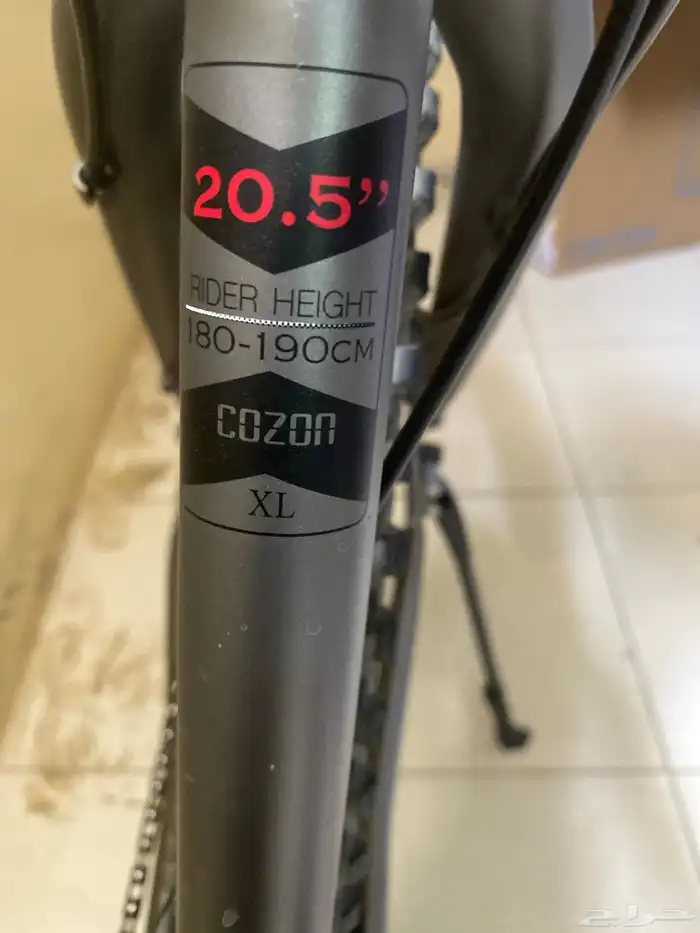 20.5”
RIDER HEIGHT
180-190CM
COZON
XL
حراج